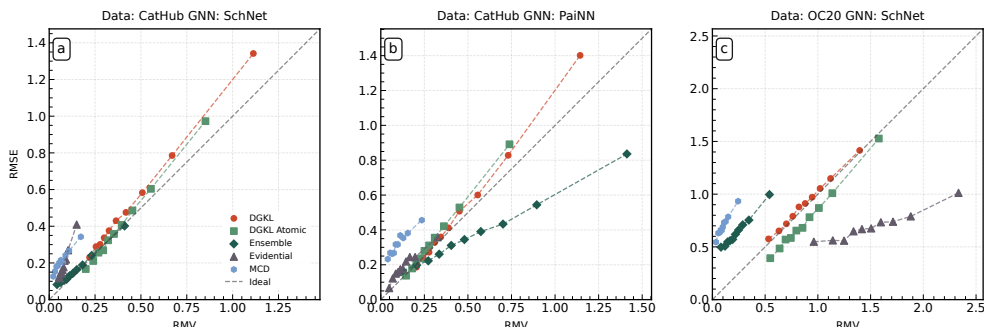 Data: CatHub GNN: SchNet
Data: CatHub GNN: PaiNN
Data: OC20 GNN: SchNet
a
b
c
1.4
1.2
1.0
0.8
0.6
0.4
0.2
0.0
RMSE
0.00 0.25 0.50 0.75 1.00 1.25
RMV
DGKL
DGKL Atomic
Ensemble
Evidential
MCD
Ideal
1.4
1.2
1.0
0.8
0.6
0.4
0.2
0.0
0.00 0.25 0.50 0.75 1.00 1.25 1.50
RMV
2.5
2.0
1.5
1.0
0.5
0.0
0.0 0.5 1.0 1.5 2.0 2.5
RMV